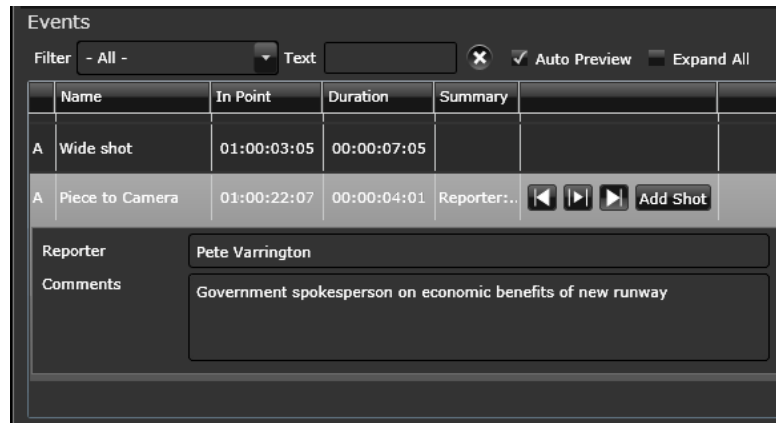 Events
Filter - All - Text Auto Preview Expand All
Name In Point Duration Summary
A Wide shot 01:00:03:05 00:00:07:05
A Piece to Camera 01:00:22:07 00:00:04:01 Reporter:.. Add Shot
Reporter Pete Varrington
Comments Government spokesperson on economic benefits of new runway